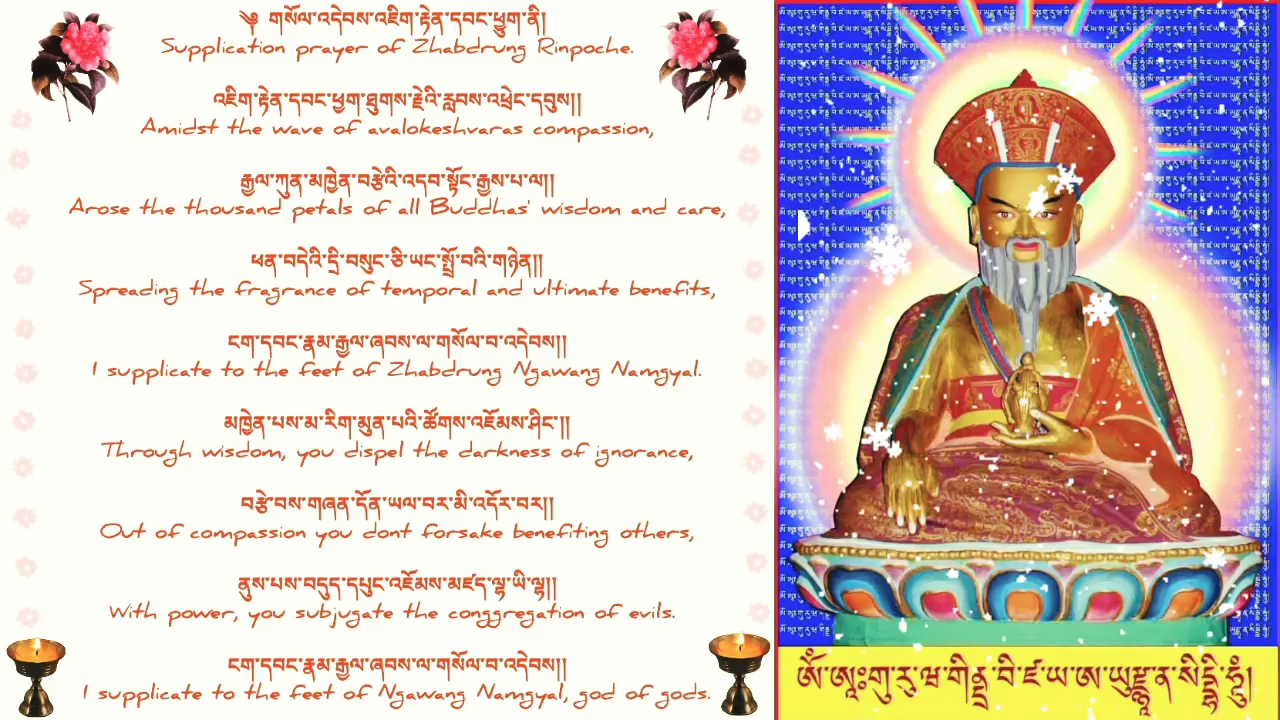 ༄ གསོལ་འདེབས་འཇིག་རྟེན་དབང་ཕྱུག་ནི།
Supplication prayer of Zhabdrung Rinpoche.
འཇིག་རྟེན་དབང་ཕྱུག་ཐུགས་རྗེའི་རླབས་འཕྲེང་དབུས།།
Amidst the wave of avalokeshvaras compassion,
རྒྱལ་ཀུན་མཁྱེན་བརྩེའི་འདབ་སྟོང་རྒྱས་པ་ལ།།
Arose the thousand petals of all Buddhas' wisdom and care,
ཕན་བདེའི་དྲི་བསུང་ཅི་ཡང་སྤྲོ་བའི་གཉེན།།
Spreading the fragrance of temporal and ultimate benefits,
ངག་དབང་རྣམ་རྒྱལ་ཞབས་ལ་གསོལ་བ་འདེབས།།
I supplicate to the feet of Zhabdrung Ngawang Namgyal.
མཁྱེན་པས་མ་རིག་མུན་པའི་ཚོགས་འཇོམས་ཤིང་།།
Through wisdom, you dispel the darkness of ignorance,
བརྩེ་བས་གཞན་དོན་ཡལ་བར་མི་འདོར་བར།།
Out of compassion you dont forsake benefiting others,
ནུས་པས་བདུད་དཔུང་འཇོམས་མཛད་ལྷ་ཡི་ལྷ།།
With power, you subjugate the conggregation of evils.
ངག་དབང་རྣམ་རྒྱལ་ཞབས་ལ་གསོལ་བ་འདེབས།།
I supplicate to the feet of Ngawang Namgyal, god of gods.